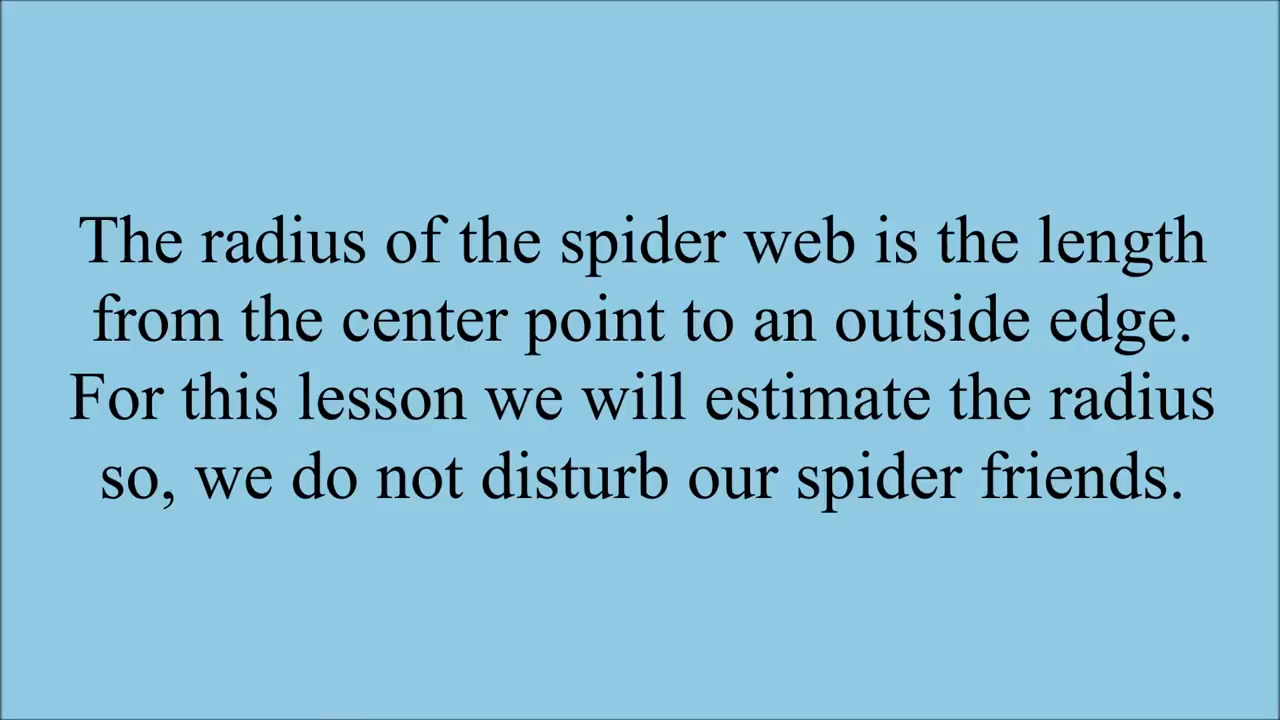 The radius of the spider web is the length
from the center point to an outside edge.
For this lesson we will estimate the radius
so, we do not disturb our spider friends.